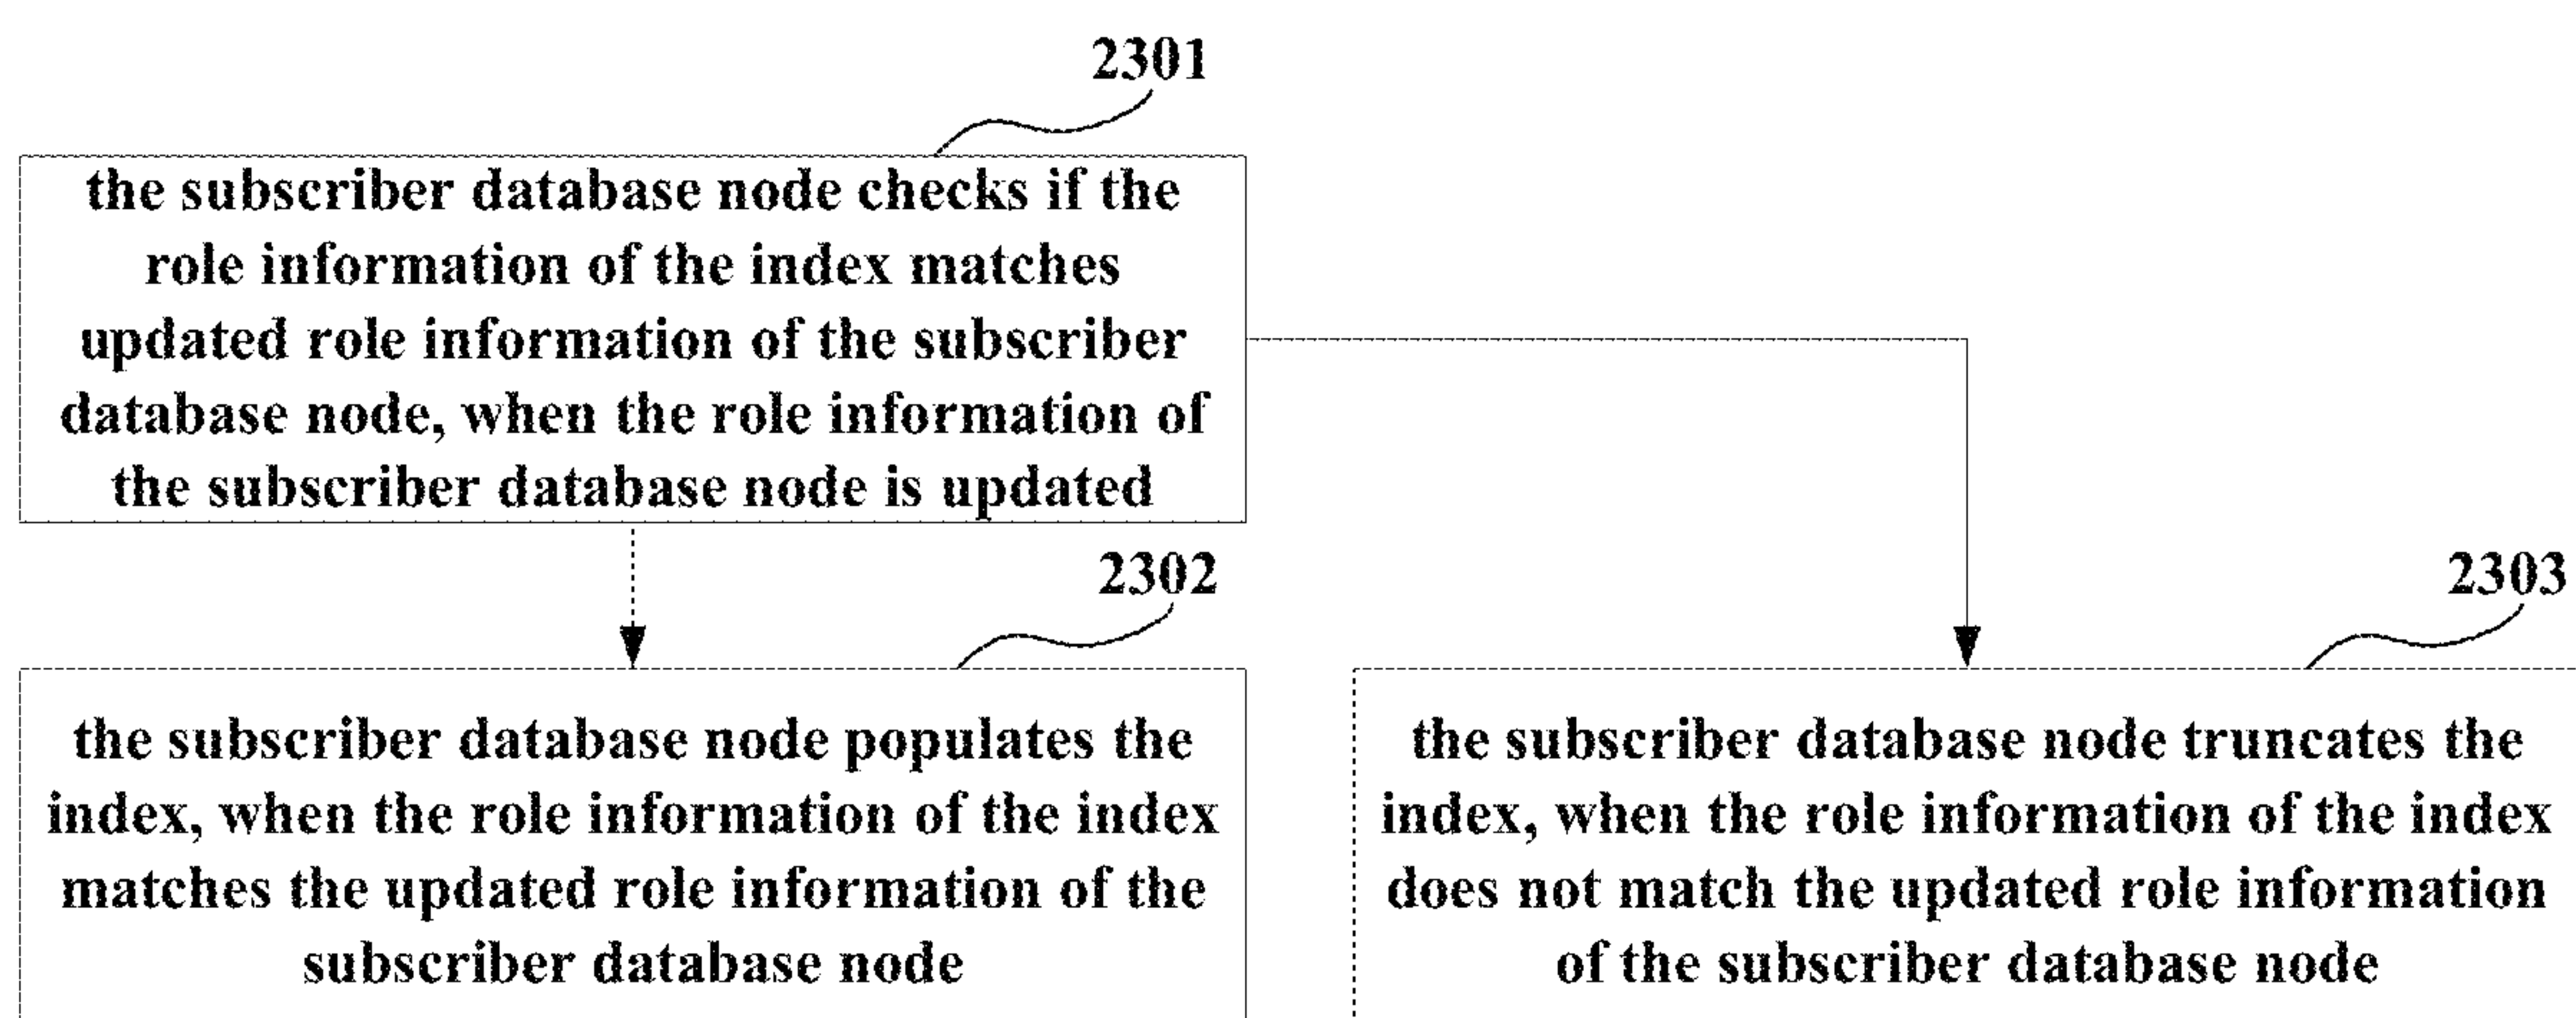 2301
the subscriber database node checks if the
role information of the index matches
updated role information of the subscriber
database node, when the role information of
the subscriber database node is updated
2302
the subscriber database node populates the
index, when the role information of the index
matches the updated role information of the
subscriber database node
2303
the subscriber database node truncates the
index, when the role information of the index
does not match the updated role information
of the subscriber database node